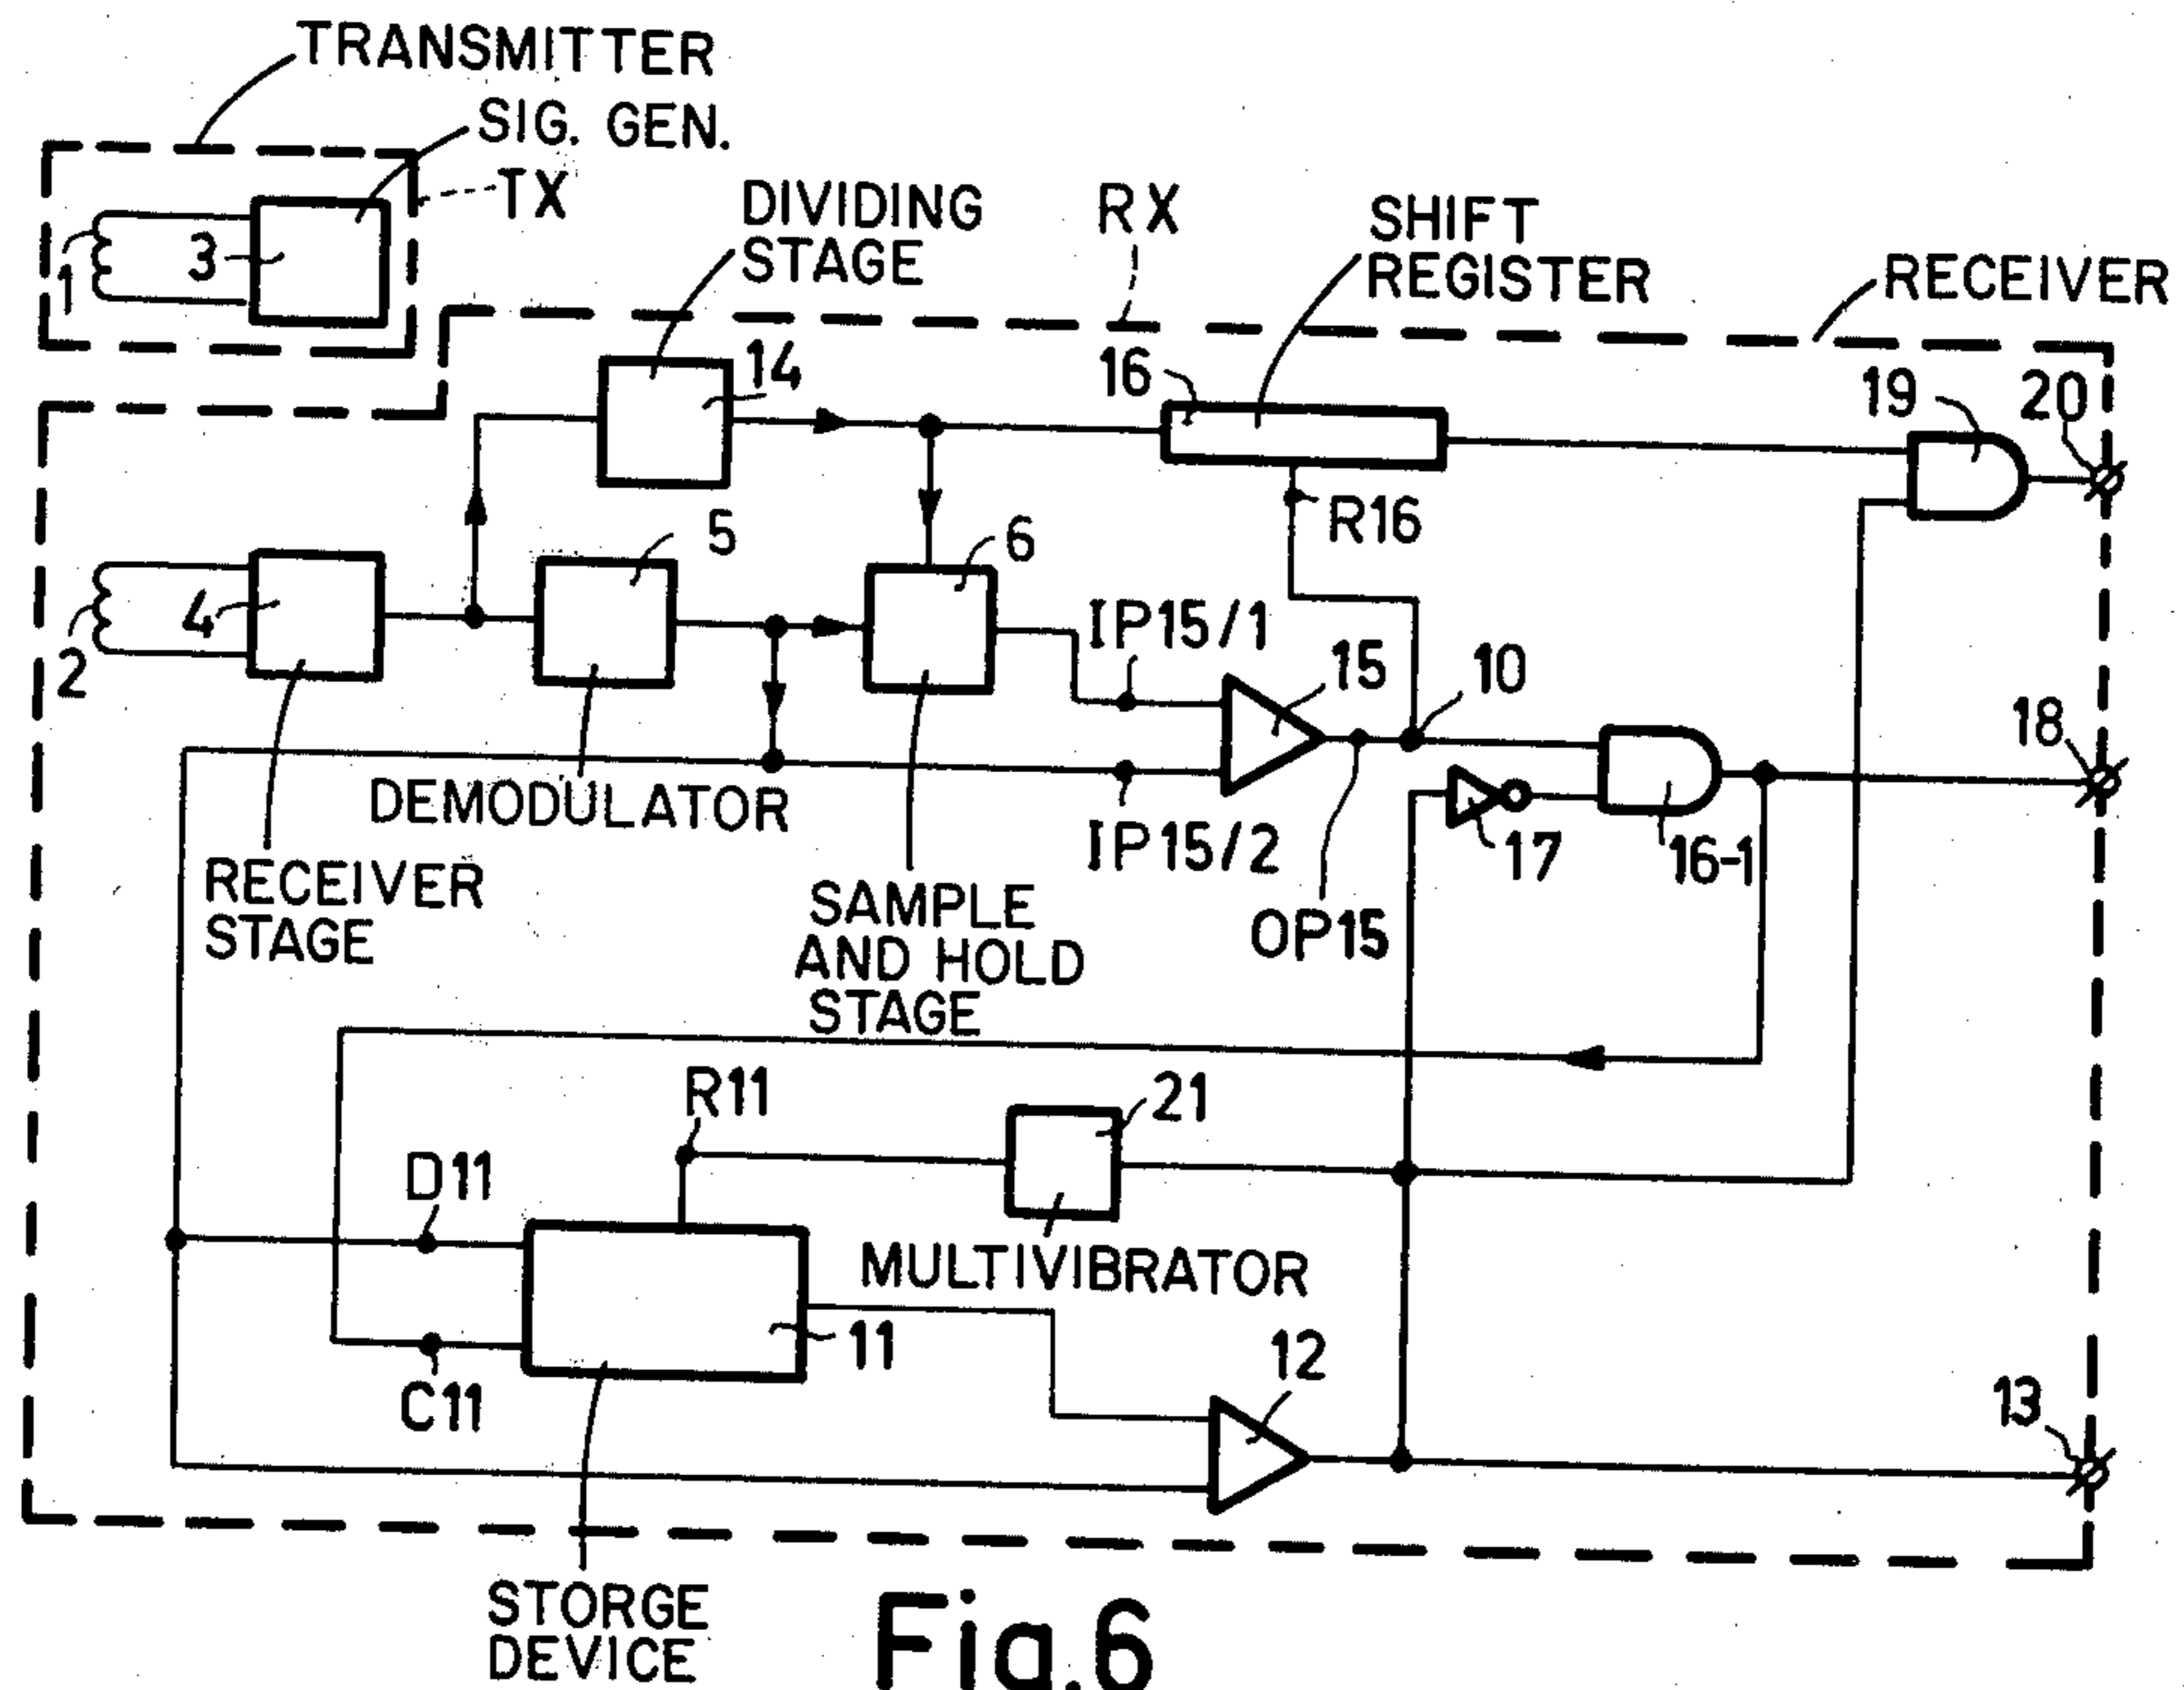 TRANSMITTER
SIG. GEN.
TX
1
3
DIVIDING
STAGE
RX
SHIFT
REGISTER
RECEIVER
14
16
19
20
R16
2
4
5
6
IP15/1
15
10
18
DEMODULATOR
IP15/2
17
16-1
RECEIVER
STAGE
OP15
SAMPLE
AND HOLD
STAGE
R11
21
D11
MULTIVIBRATOR
11
C11
12
13
STORGE
DEVICE
Fig.6